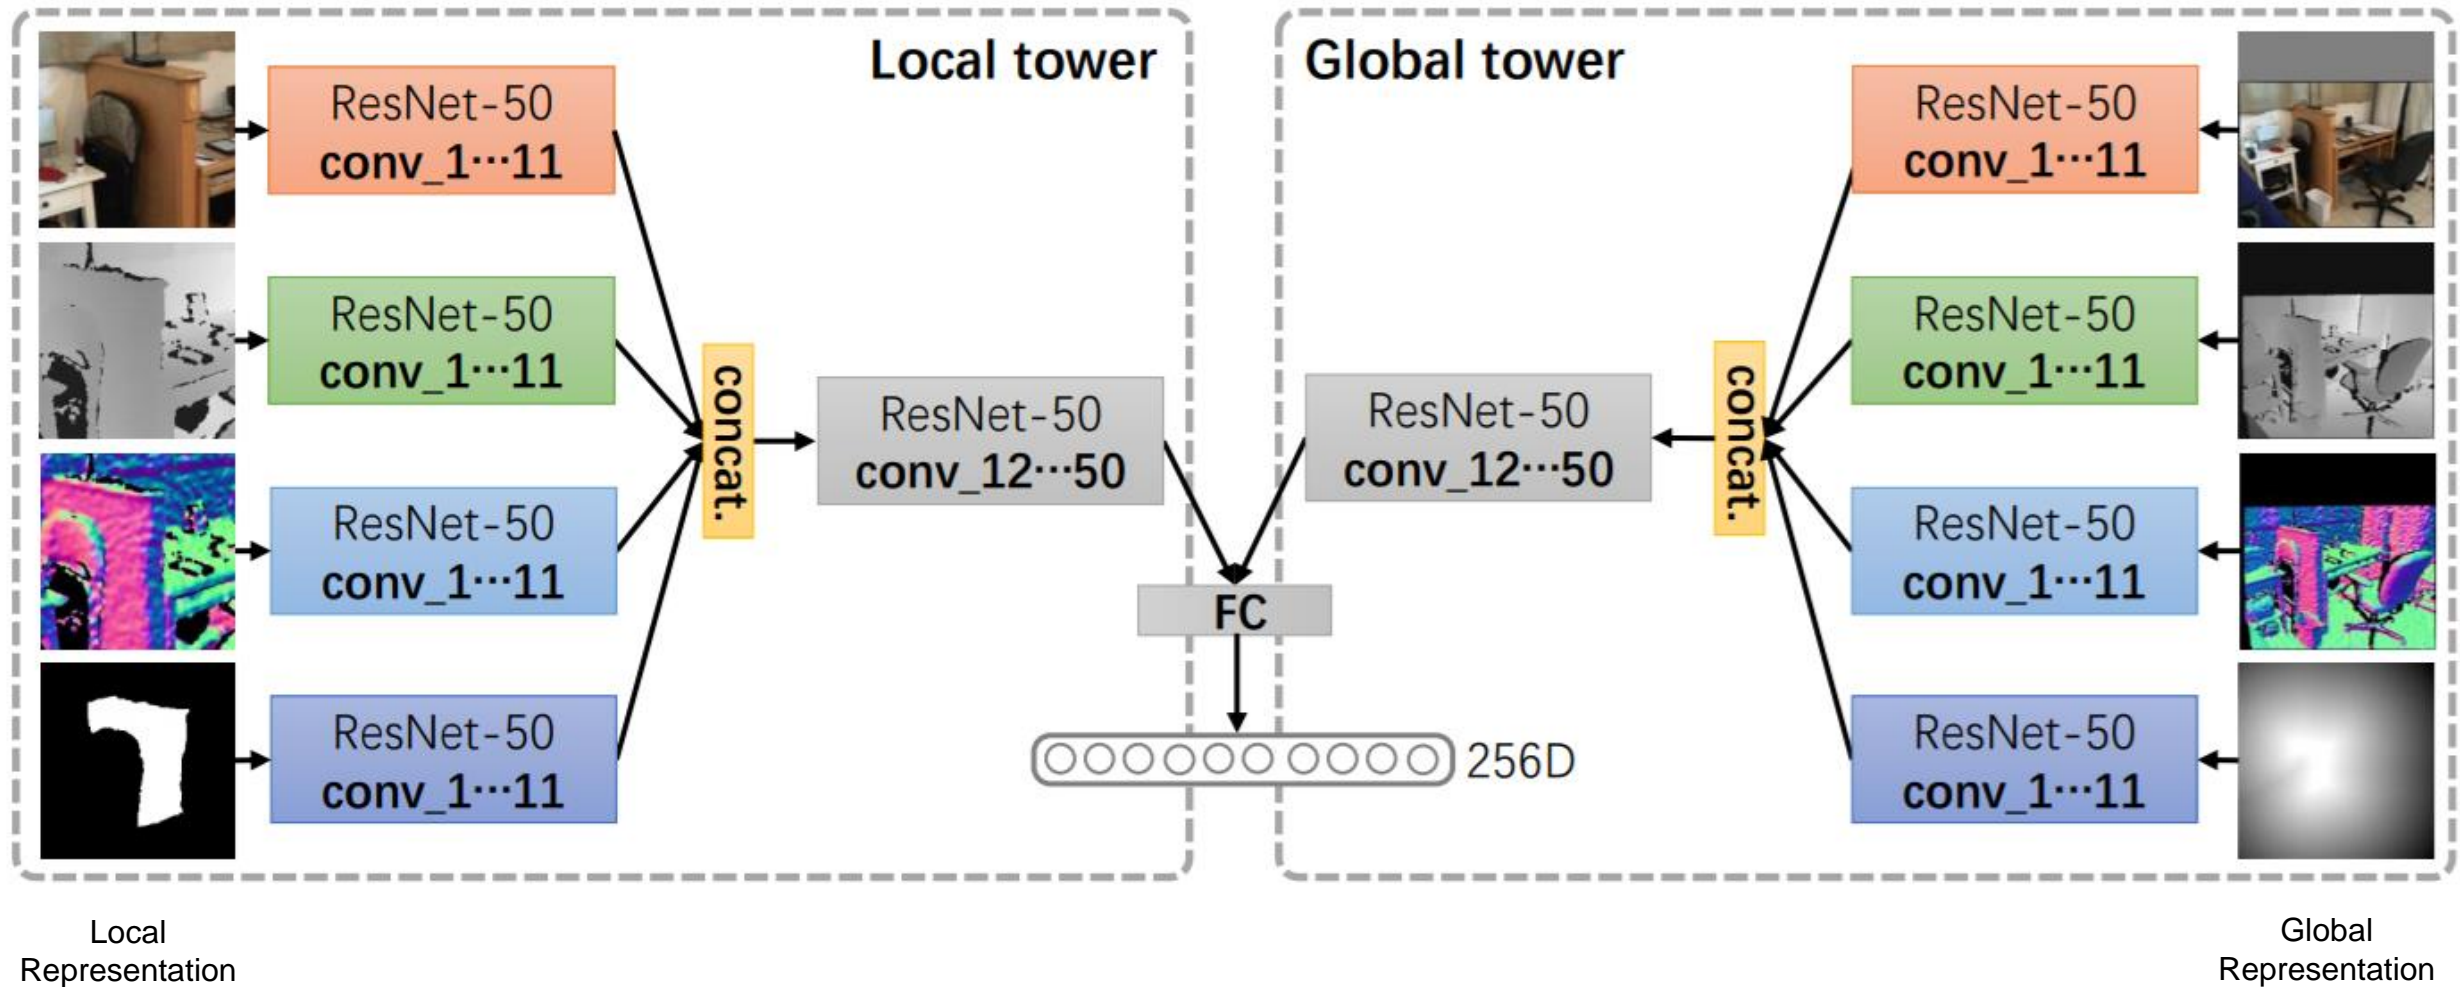 Local tower
Global tower
ResNet-50
conv_1···11
ResNet-50
conv_1···11
ResNet-50
conv_1···11
ResNet-50
conv_1···11
concat.
ResNet-50
conv_12···50
ResNet-50
conv_12···50
concat.
ResNet-50
conv_1···11
ResNet-50
conv_1···11
ResNet-50
conv_1···11
ResNet-50
conv_1···11
FC
256D
Local
Representation
Global
Representation